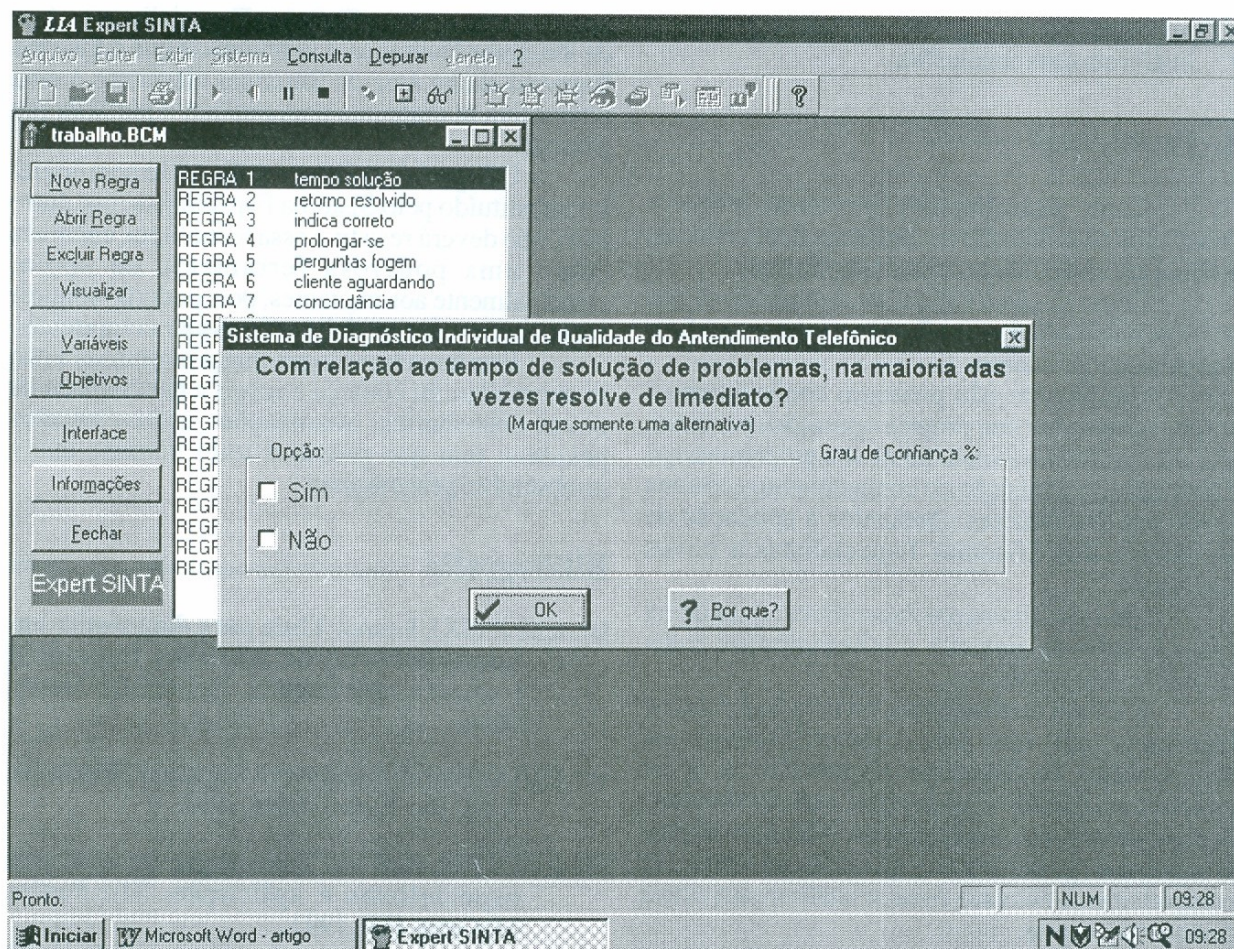 LIA Expert SINTA
Arquivo Editar Exibir Sistema Consulta Depurar Janela ?
trabalho.BCM
Nova Regra
Abrir Regra
Excluir Regra
Visualizar
Variáveis
Objetivos
Interface
Informações
Fechar
Expert SINTA
REGRA 1 tempo solução
REGRA 2 retorno resolvido
REGRA 3 indica correto
REGRA 4 prolongar-se
REGRA 5 perguntas fogem
REGRA 6 cliente aguardando
REGRA 7 concordância
Sistema de Diagnóstico Individual de Qualidade do Antendimento Telefônico
Com relação ao tempo de solução de problemas, na maioria das
vezes resolve de imediato?
(Marque somente uma alternativa)
Opção: Grau de Confiança %:
Sim
Não
OK ? Por que?
Pronto. NUM 09:28
Iniciar Microsoft Word - artigo Expert SINTA 09:28